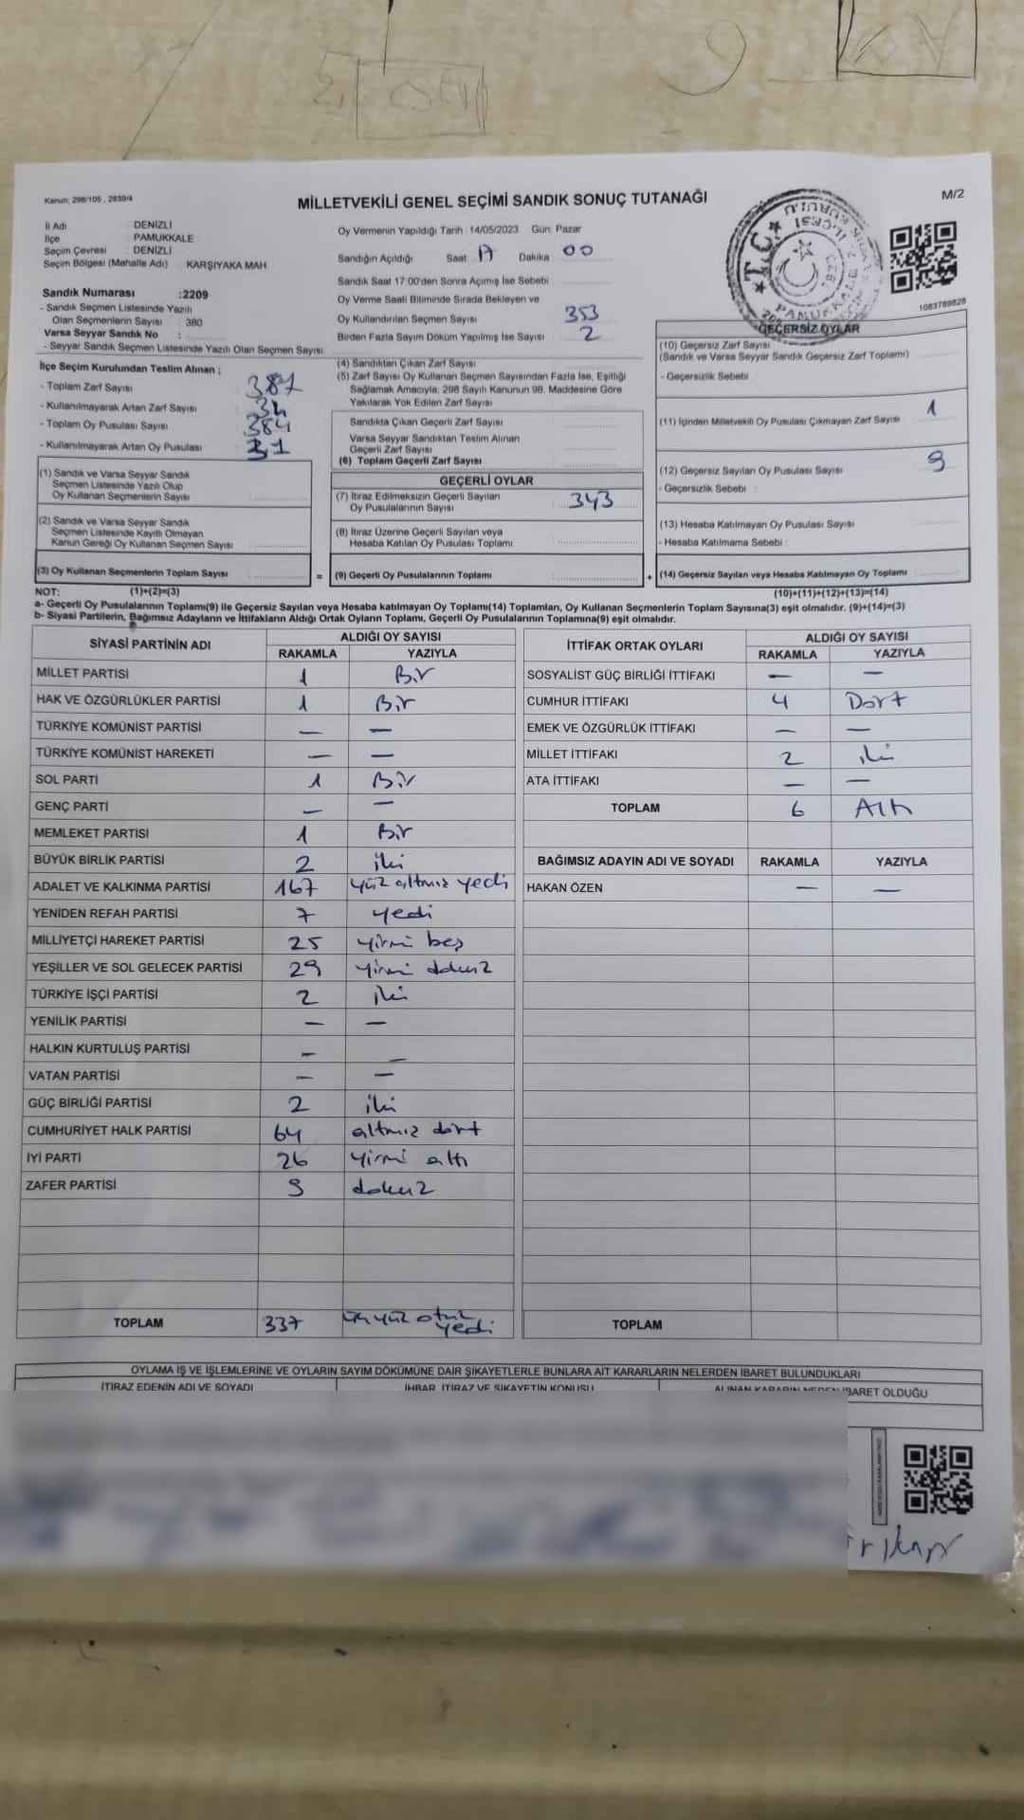 Kanun: 298/105 , 2839/4
MİLLETVEKİLİ GENEL SEÇİMİ SANDIK SONUÇ TUTANAĞI
M/2
İl Adı DENİZLİ
İlçe PAMUKKALE
Seçim Çevresi DENİZLİ
Seçim Bölgesi (Mahalle Adı) KARŞIYAKA MAH
Sandık Numarası :2209
- Sandık Seçmen Listesinde Yazılı
Olan Seçmenlerin Sayısı : 380
Varsa Seyyar Sandık No :
- Seyyar Sandık Seçmen Listesinde Yazılı Olan Seçmen Sayısı
Oy Vermenin Yapıldığı Tarih : 14/05/2023 Gün: Pazar
Sandığın Açıldığı Saat 17 Dakika 00
Sandık Saat 17:00'den Sonra Açılmış İse Sebebi
Oy Verme Saati Bitiminde Sırada Bekleyen ve
Oy Kullandırılan Seçmen Sayısı 353
Birden Fazla Sayım Döküm Yapılmış İse Sayısı 2
1083789828
İlçe Seçim Kurulundan Teslim Alınan ;
- Toplam Zarf Sayısı 387
- Kullanılmayarak Artan Zarf Sayısı 34
- Toplam Oy Pusulası Sayısı 384
- Kullanılmayarak Artan Oy Pusulası 31
(1) Sandık ve Varsa Seyyar Sandık
Seçmen Listesinde Yazılı Olup
Oy Kullanan Seçmenlerin Sayısı
(2) Sandık ve Varsa Seyyar Sandık
Seçmen Listesinde Kayıtlı Olmayan
Kanun Gereği Oy Kullanan Seçmen Sayısı
(3) Oy Kullanan Seçmenlerin Toplam Sayısı
(4) Sandıktan Çıkan Zarf Sayısı
(5) Zarf Sayısı Oy Kullanan Seçmen Sayısından Fazla İse, Eşitliği
Sağlamak Amacıyla; 298 Sayılı Kanunun 98. Maddesine Göre
Yakılarak Yok Edilen Zarf Sayısı
Sandıkta Çıkan Geçerli Zarf Sayısı
Varsa Seyyar Sandıktan Teslim Alınan
Geçerli Zarf Sayısı
(6) Toplam Geçerli Zarf Sayısı
GEÇERLİ OYLAR
(7) İtiraz Edilmeksizin Geçerli Sayılan
Oy Pusulalarının Sayısı 343
(8) İtiraz Üzerine Geçerli Sayılan veya
Hesaba Katılan Oy Pusulası Toplamı
= (9) Geçerli Oy Pusulalarının Toplamı
GEÇERSİZ OYLAR
(10) Geçersiz Zarf Sayısı
(Sandık ve Varsa Seyyar Sandık Geçersiz Zarf Toplamı)
- Geçersizlik Sebebi
(11) İçinden Milletvekili Oy Pusulası Çıkmayan Zarf Sayısı 1
(12) Geçersiz Sayılan Oy Pusulası Sayısı 9
- Geçersizlik Sebebi :
(13) Hesaba Katılmayan Oy Pusulası Sayısı
- Hesaba Katılmama Sebebi :
+ (14) Geçersiz Sayılan veya Hesaba Katılmayan Oy Toplamı
NOT: (1)+(2)=(3) (10)+(11)+(12)+(13)=(14)
a- Geçerli Oy Pusulalarının Toplamı(9) ile Geçersiz Sayılan veya Hesaba katılmayan Oy Toplamı(14) Toplamları, Oy Kullanan Seçmenlerin Toplam Sayısına(3) eşit olmalıdır. (9)+(14)=(3)
b- Siyasi Partilerin, Bağımsız Adayların ve İttifakların Aldığı Ortak Oyların Toplamı, Geçerli Oy Pusulalarının Toplamına(9) eşit olmalıdır.
SİYASİ PARTİNİN ADI ALDIĞI OY SAYISI
RAKAMLA YAZIYLA
MİLLET PARTİSİ 1 Bir
HAK VE ÖZGÜRLÜKLER PARTİSİ 1 Bir
TÜRKİYE KOMÜNİST PARTİSİ — —
TÜRKİYE KOMÜNİST HAREKETİ — —
SOL PARTİ 1 Bir
GENÇ PARTİ — —
MEMLEKET PARTİSİ 1 Bir
BÜYÜK BİRLİK PARTİSİ 2 iki
ADALET VE KALKINMA PARTİSİ 167 yüz altmış yedi
YENİDEN REFAH PARTİSİ 7 yedi
MİLLİYETÇİ HAREKET PARTİSİ 25 yirmi beş
YEŞİLLER VE SOL GELECEK PARTİSİ 29 yirmi dokuz
TÜRKİYE İŞÇİ PARTİSİ 2 iki
YENİLİK PARTİSİ — —
HALKIN KURTULUŞ PARTİSİ — —
VATAN PARTİSİ — —
GÜÇ BİRLİĞİ PARTİSİ 2 iki
CUMHURİYET HALK PARTİSİ 64 altmış dört
İYİ PARTİ 26 yirmi altı
ZAFER PARTİSİ 9 dokuz
TOPLAM 337 üçyüz otuz yedi
İTTİFAK ORTAK OYLARI ALDIĞI OY SAYISI
RAKAMLA YAZIYLA
SOSYALİST GÜÇ BİRLİĞİ İTTİFAKI — —
CUMHUR İTTİFAKI 4 Dört
EMEK VE ÖZGÜRLÜK İTTİFAKI — —
MİLLET İTTİFAKI 2 iki
ATA İTTİFAKI — —
TOPLAM 6 Altı
BAĞIMSIZ ADAYIN ADI VE SOYADI RAKAMLA YAZIYLA
HAKAN ÖZEN — —
TOPLAM
OYLAMA İŞ VE İŞLEMLERİNE VE OYLARIN SAYIM DÖKÜMÜNE DAİR ŞİKAYETLERLE BUNLARA AİT KARARLARIN NELERDEN İBARET BULUNDUKLARI
İTİRAZ EDENİN ADI VE SOYADI İHBAR, İTİRAZ VE ŞİKAYETİN KONUSU ALINAN KARARIN NEDEN İBARET OLDUĞU